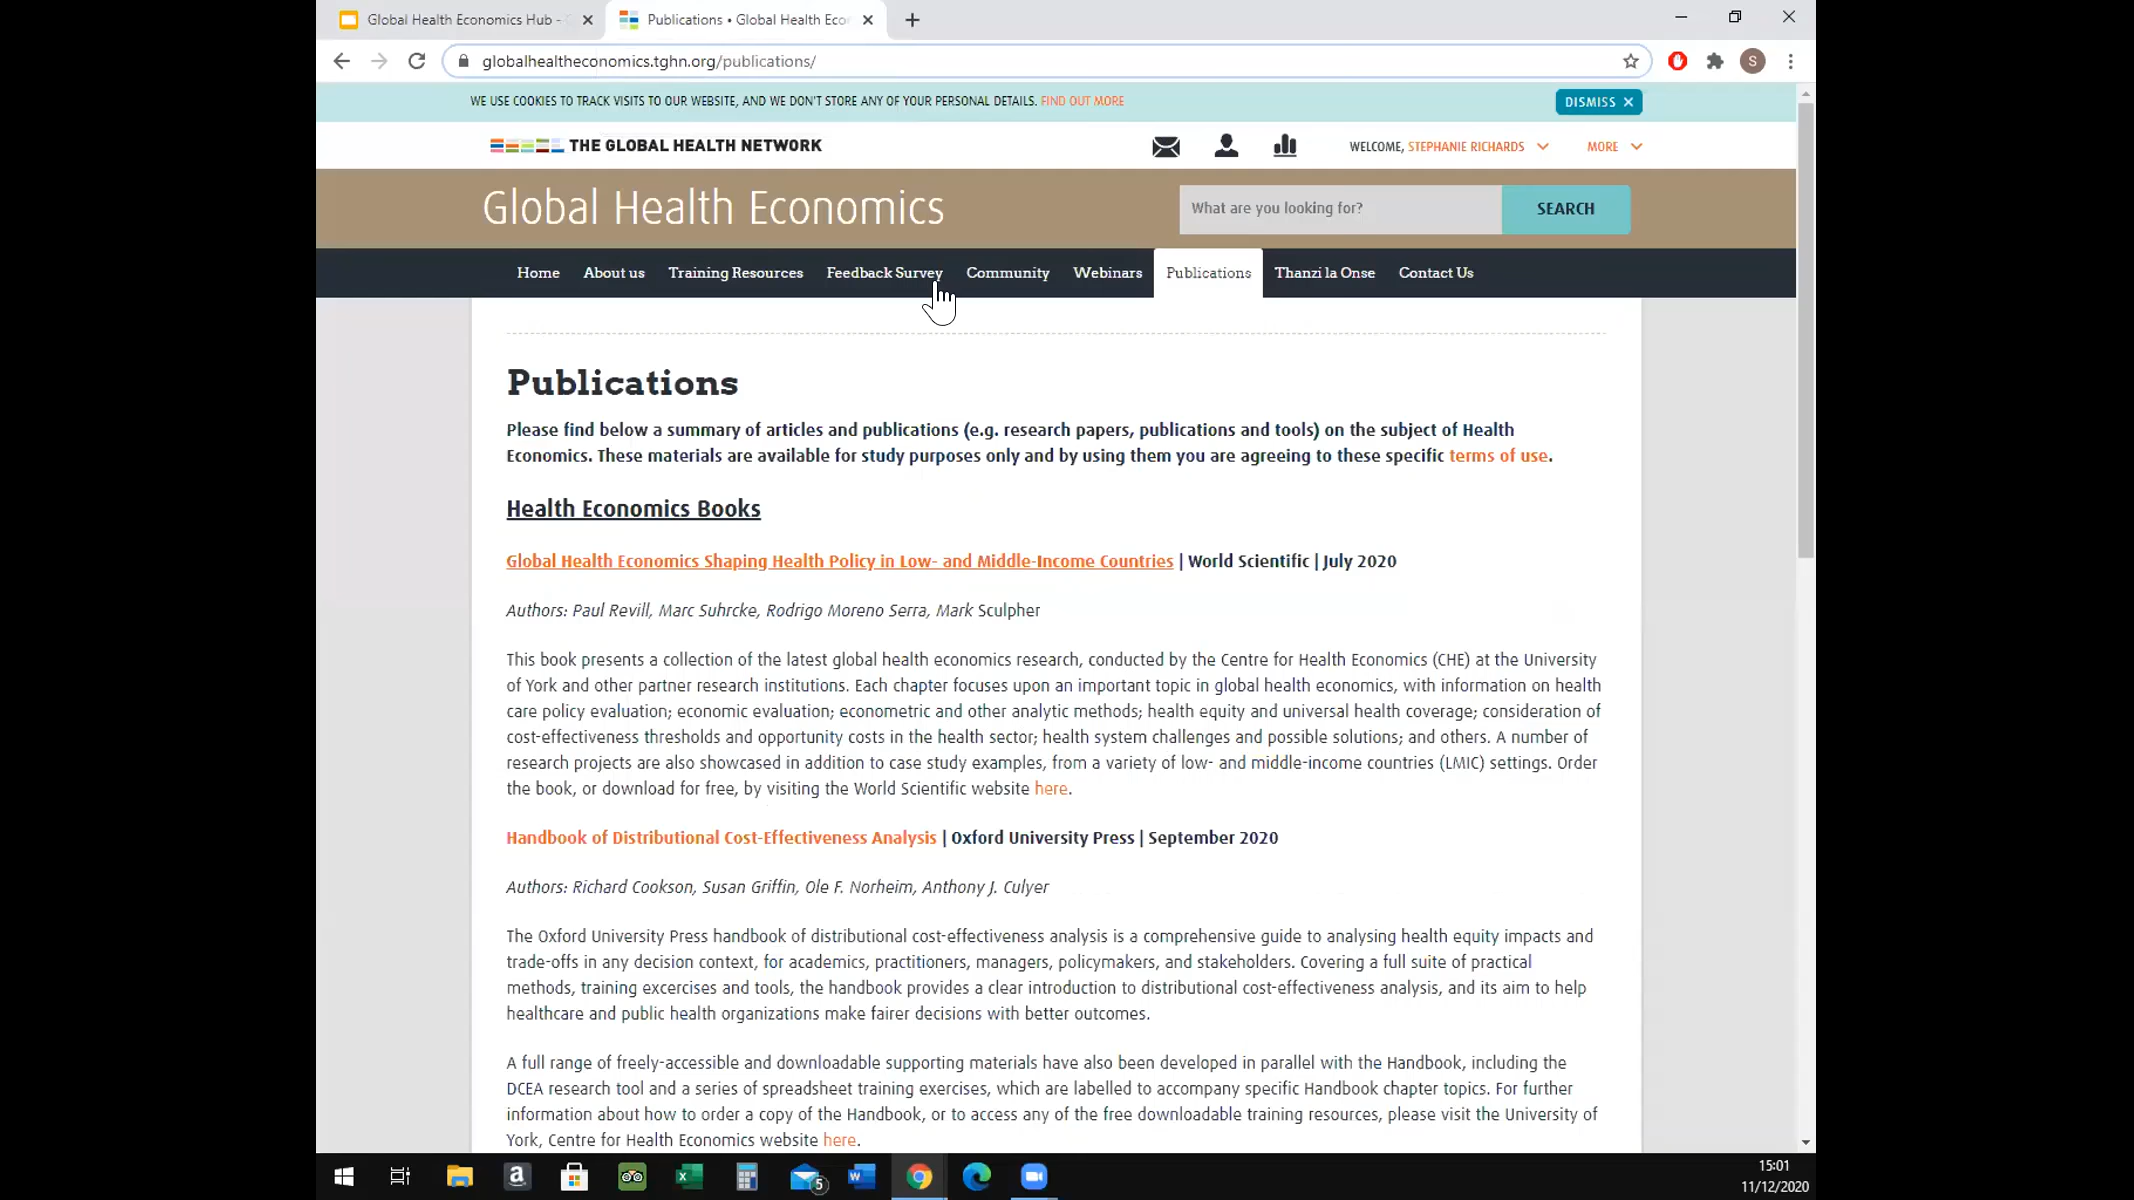 Global Health Economics Hub -
Publications • Global Health Eco
globalhealtheconomics.tghn.org/publications/
S
WE USE COOKIES TO TRACK VISITS TO OUR WEBSITE, AND WE DON'T STORE ANY OF YOUR PERSONAL DETAILS. FIND OUT MORE
DISMISS ✕
THE GLOBAL HEALTH NETWORK
WELCOME, STEPHANIE RICHARDS
MORE
Global Health Economics
What are you looking for?
SEARCH
Home About us Training Resources Feedback Survey Community Webinars Publications Thanzi la Onse Contact Us
Publications
Please find below a summary of articles and publications (e.g. research papers, publications and tools) on the subject of Health
Economics. These materials are available for study purposes only and by using them you are agreeing to these specific terms of use.
Health Economics Books
Global Health Economics Shaping Health Policy in Low- and Middle-Income Countries | World Scientific | July 2020
Authors: Paul Revill, Marc Suhrcke, Rodrigo Moreno Serra, Mark Sculpher
This book presents a collection of the latest global health economics research, conducted by the Centre for Health Economics (CHE) at the University
of York and other partner research institutions. Each chapter focuses upon an important topic in global health economics, with information on health
care policy evaluation; economic evaluation; econometric and other analytic methods; health equity and universal health coverage; consideration of
cost-effectiveness thresholds and opportunity costs in the health sector; health system challenges and possible solutions; and others. A number of
research projects are also showcased in addition to case study examples, from a variety of low- and middle-income countries (LMIC) settings. Order
the book, or download for free, by visiting the World Scientific website here.
Handbook of Distributional Cost-Effectiveness Analysis | Oxford University Press | September 2020
Authors: Richard Cookson, Susan Griffin, Ole F. Norheim, Anthony J. Culyer
The Oxford University Press handbook of distributional cost-effectiveness analysis is a comprehensive guide to analysing health equity impacts and
trade-offs in any decision context, for academics, practitioners, managers, policymakers, and stakeholders. Covering a full suite of practical
methods, training excercises and tools, the handbook provides a clear introduction to distributional cost-effectiveness analysis, and its aim to help
healthcare and public health organizations make fairer decisions with better outcomes.
A full range of freely-accessible and downloadable supporting materials have also been developed in parallel with the Handbook, including the
DCEA research tool and a series of spreadsheet training exercises, which are labelled to accompany specific Handbook chapter topics. For further
information about how to order a copy of the Handbook, or to access any of the free downloadable training resources, please visit the University of
York, Centre for Health Economics website here.
a
5
15:01
11/12/2020